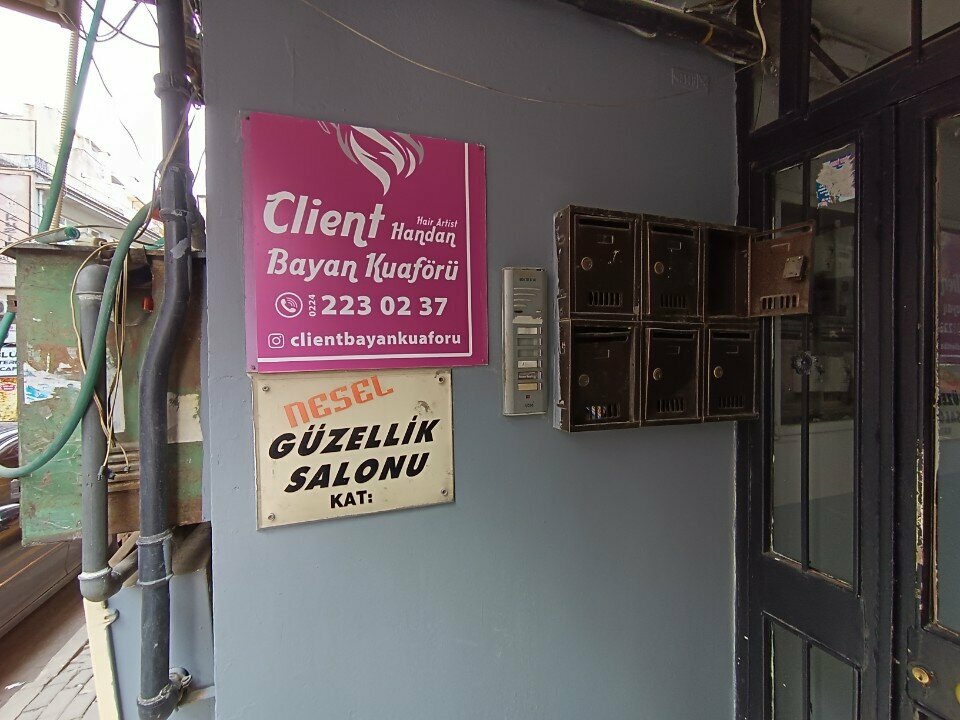 Client
Hair Artist
Handan
Bayan Kuaförü
0224 223 02 37
clientbayankuaforu
NESEL
GÜZELLİK
SALONU
KAT: